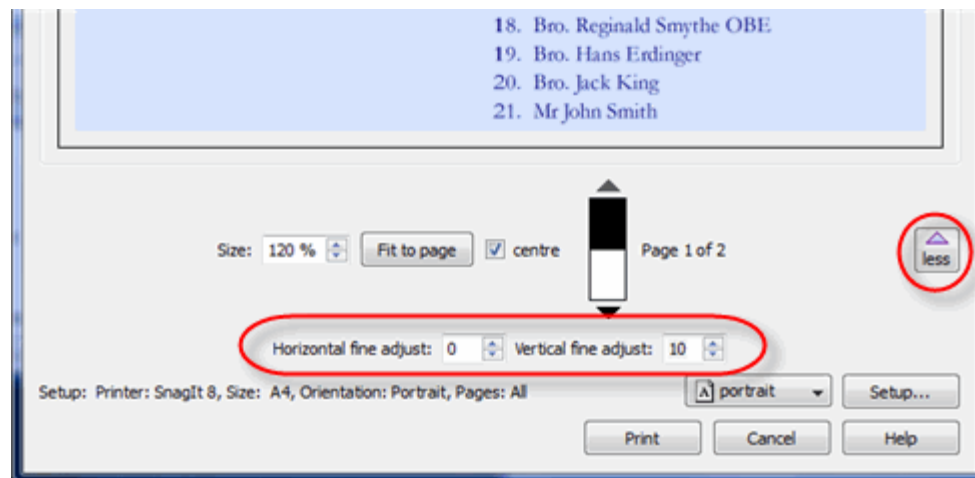 18. Bro. Reginald Smythe OBE
19. Bro. Hans Erdinger
20. Bro. Jack King
21. Mr John Smith
Size: 120 % Fit to page centre Page 1 of 2 less
Horizontal fine adjust: 0 Vertical fine adjust: 10
Setup: Printer: SnagIt 8, Size: A4, Orientation: Portrait, Pages: All A portrait Setup...
Print Cancel Help